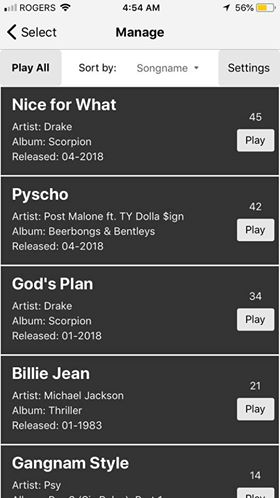 ROGERS 4:54 AM 56%
Select Manage
Play All Sort by: Songname Settings
Nice for What
45
Artist: Drake
Album: Scorpion
Play
Released: 04-2018
Pyscho
42
Artist: Post Malone ft. TY Dolla $ign
Album: Beerbongs & Bentleys
Play
Released: 04-2018
God's Plan
34
Artist: Drake
Album: Scorpion
Play
Released: 01-2018
Billie Jean
21
Artist: Michael Jackson
Album: Thriller
Play
Released: 01-1983
Gangnam Style
14
Artist: Psy
Play